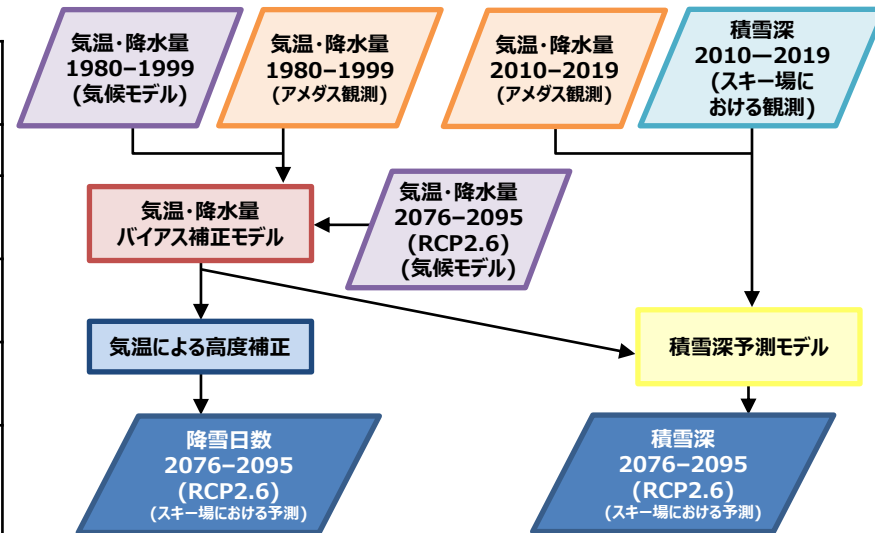 気温･降水量
1980–1999
(気候モデル)
気温･降水量
1980–1999
(アメダス観測)
気温･降水量
2010–2019
(アメダス観測)
積雪深
2010―2019
(スキー場に
おける観測)
気温･降水量
バイアス補正モデル
気温･降水量
2076–2095
(RCP2.6)
(気候モデル)
気温による高度補正
積雪深予測モデル
降雪日数
2076–2095
(RCP2.6)
(スキー場における予測)
積雪深
2076–2095
(RCP2.6)
(スキー場における予測)